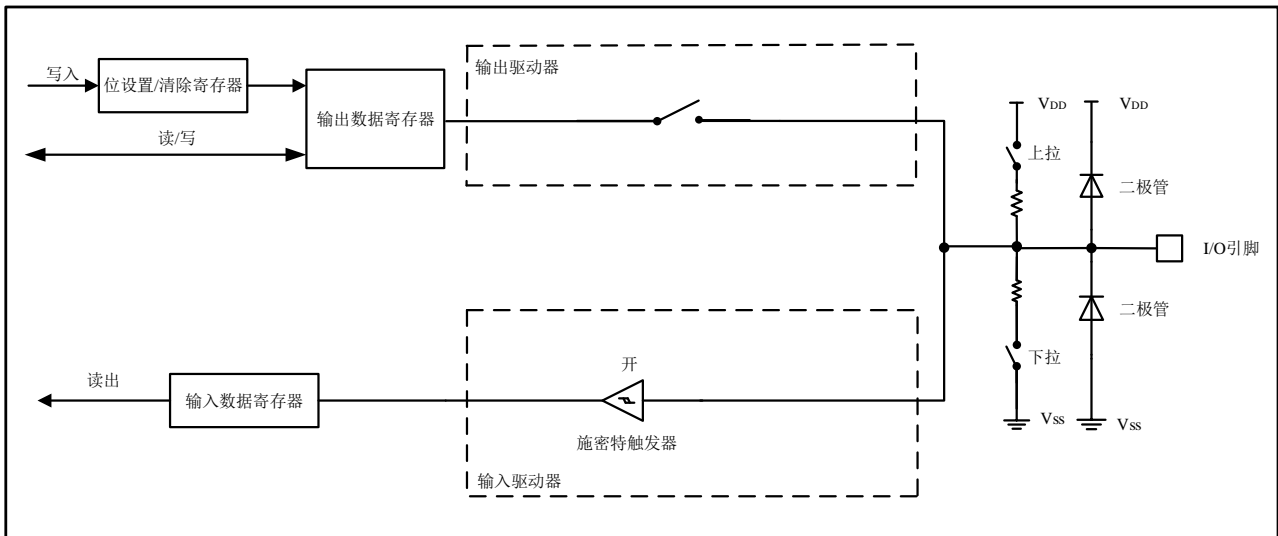 写入
位设置/清除寄存器
读/写
输出数据寄存器
输出驱动器
VDD
VDD
上拉
二极管
I/O引脚
二极管
下拉
VSS
VSS
读出
输入数据寄存器
开
施密特触发器
输入驱动器